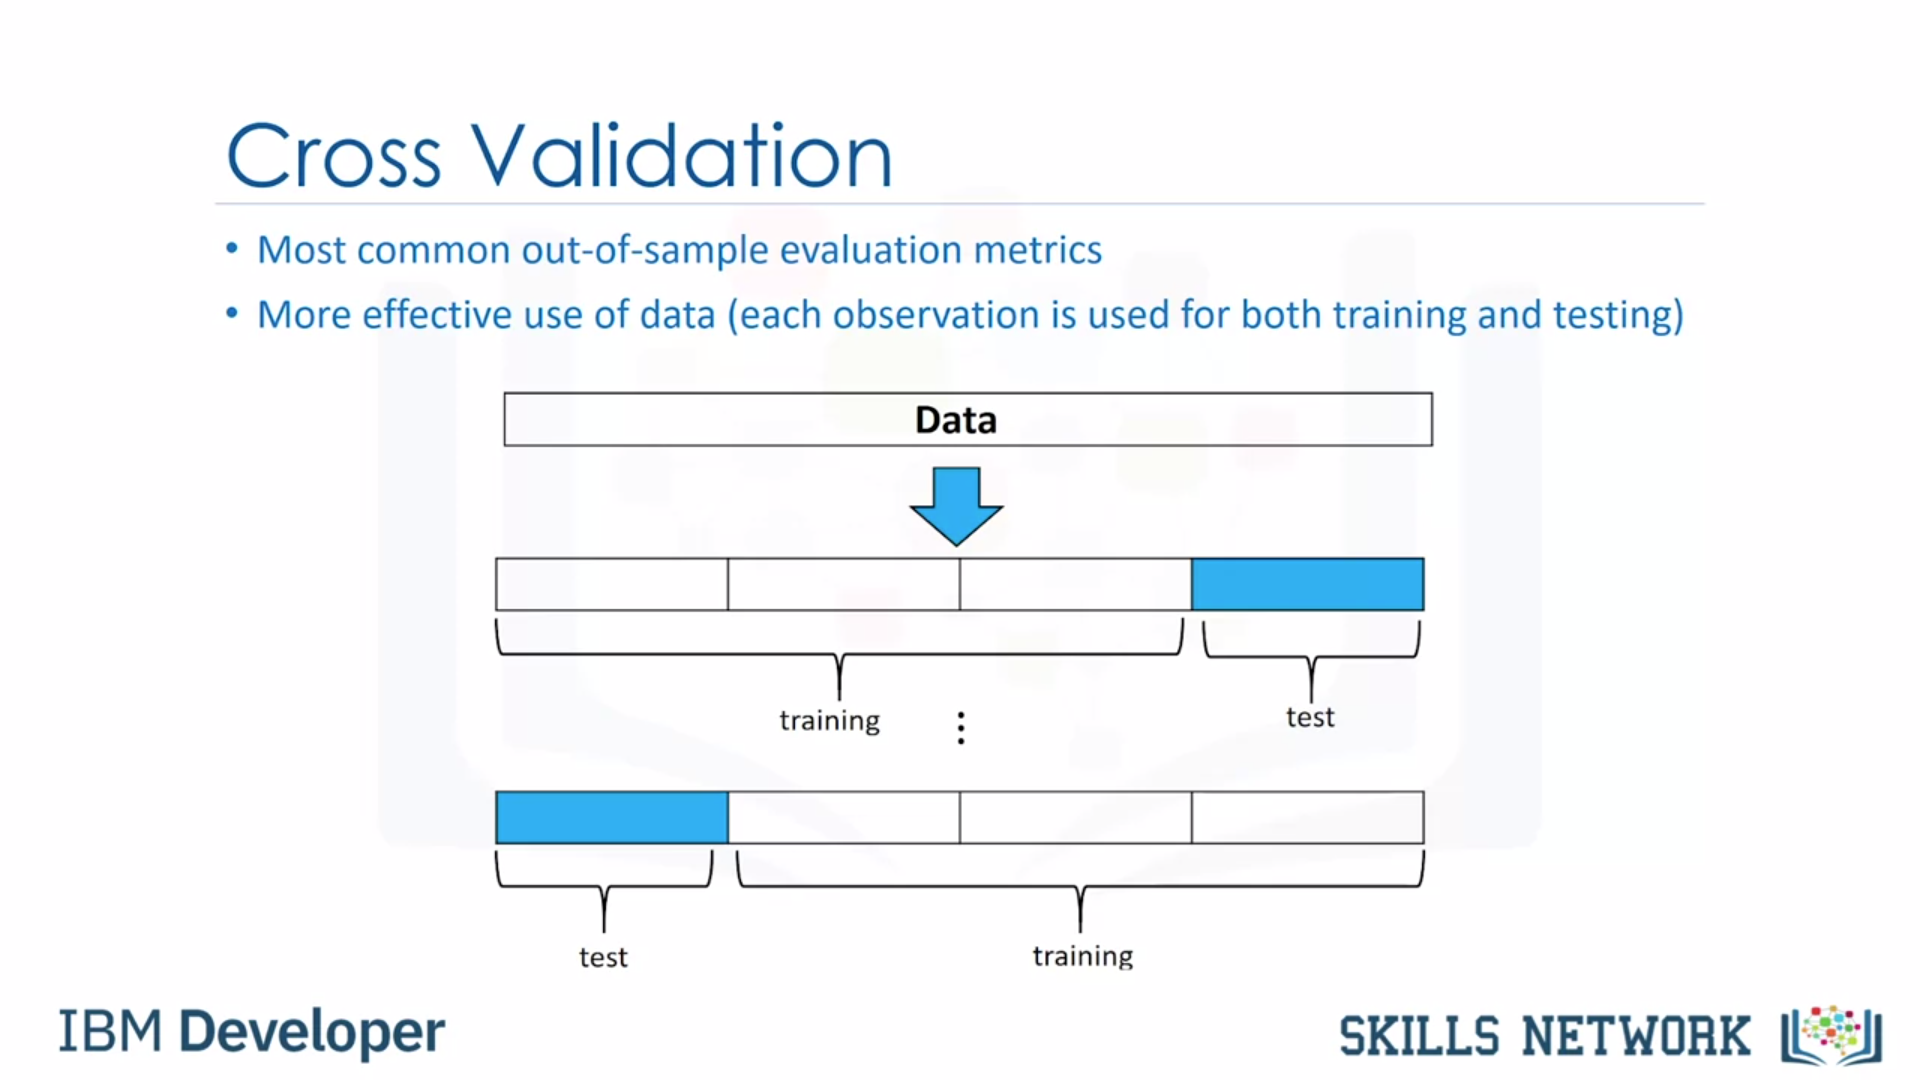 Cross Validation
• Most common out-of-sample evaluation metrics
• More effective use of data (each observation is used for both training and testing)
Data
training
test
test
training
IBM Developer
SKILLS NETWORK